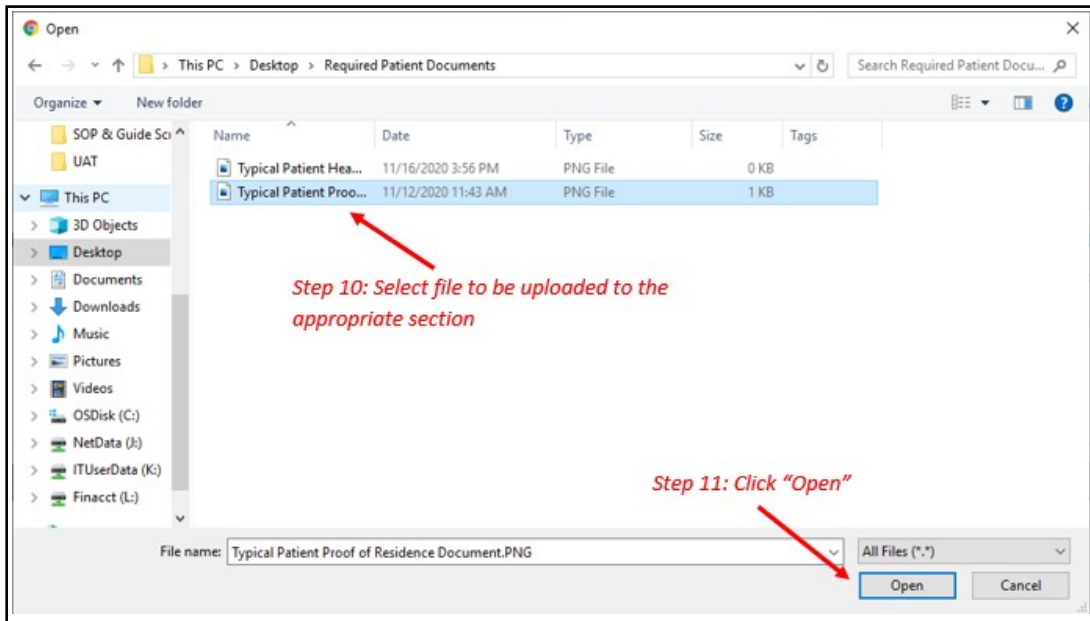 Open
This PC > Desktop > Required Patient Documents
Search Required Patient Docu...
Organize
New folder
SOP & Guide Scr
UAT
This PC
3D Objects
Desktop
Documents
Downloads
Music
Pictures
Videos
OSDisk (C:)
NetData (J:)
ITUserData (K:)
Finacct (L:)
Name Date Type Size Tags
Typical Patient Hea... 11/16/2020 3:56 PM PNG File 0 KB
Typical Patient Proo... 11/12/2020 11:43 AM PNG File 1 KB
Step 10: Select file to be uploaded to the
appropriate section
Step 11: Click “Open”
File name: Typical Patient Proof of Residence Document.PNG
All Files (*.*)
Open Cancel